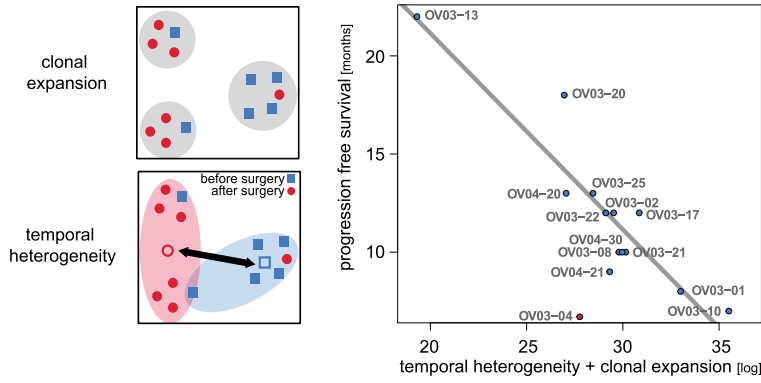 clonal
expansion
temporal
heterogeneity
before surgery
after surgery
progression free survival [months]
20
15
10
OV03−13
OV03−20
OV03−25
OV04−20
OV03−02
OV03−22
OV03−17
OV04−30
OV03−08
OV03−21
OV04−21
OV03−01
OV03−10
OV03−04
20
25
30
35
temporal heterogeneity + clonal expansion [log]